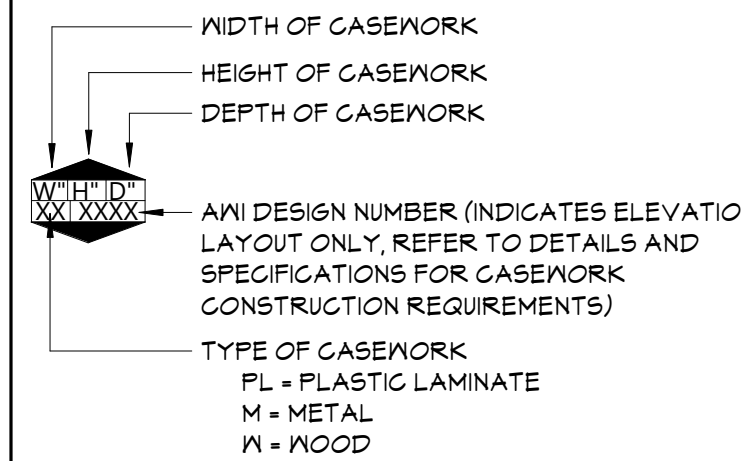 WIDTH OF CASEWORK
HEIGHT OF CASEWORK
DEPTH OF CASEWORK
W" H" D"
XX XXXX
AWI DESIGN NUMBER (INDICATES ELEVATIO
LAYOUT ONLY, REFER TO DETAILS AND
SPECIFICATIONS FOR CASEWORK
CONSTRUCTION REQUIREMENTS)
TYPE OF CASEWORK
PL = PLASTIC LAMINATE
M = METAL
W = WOOD